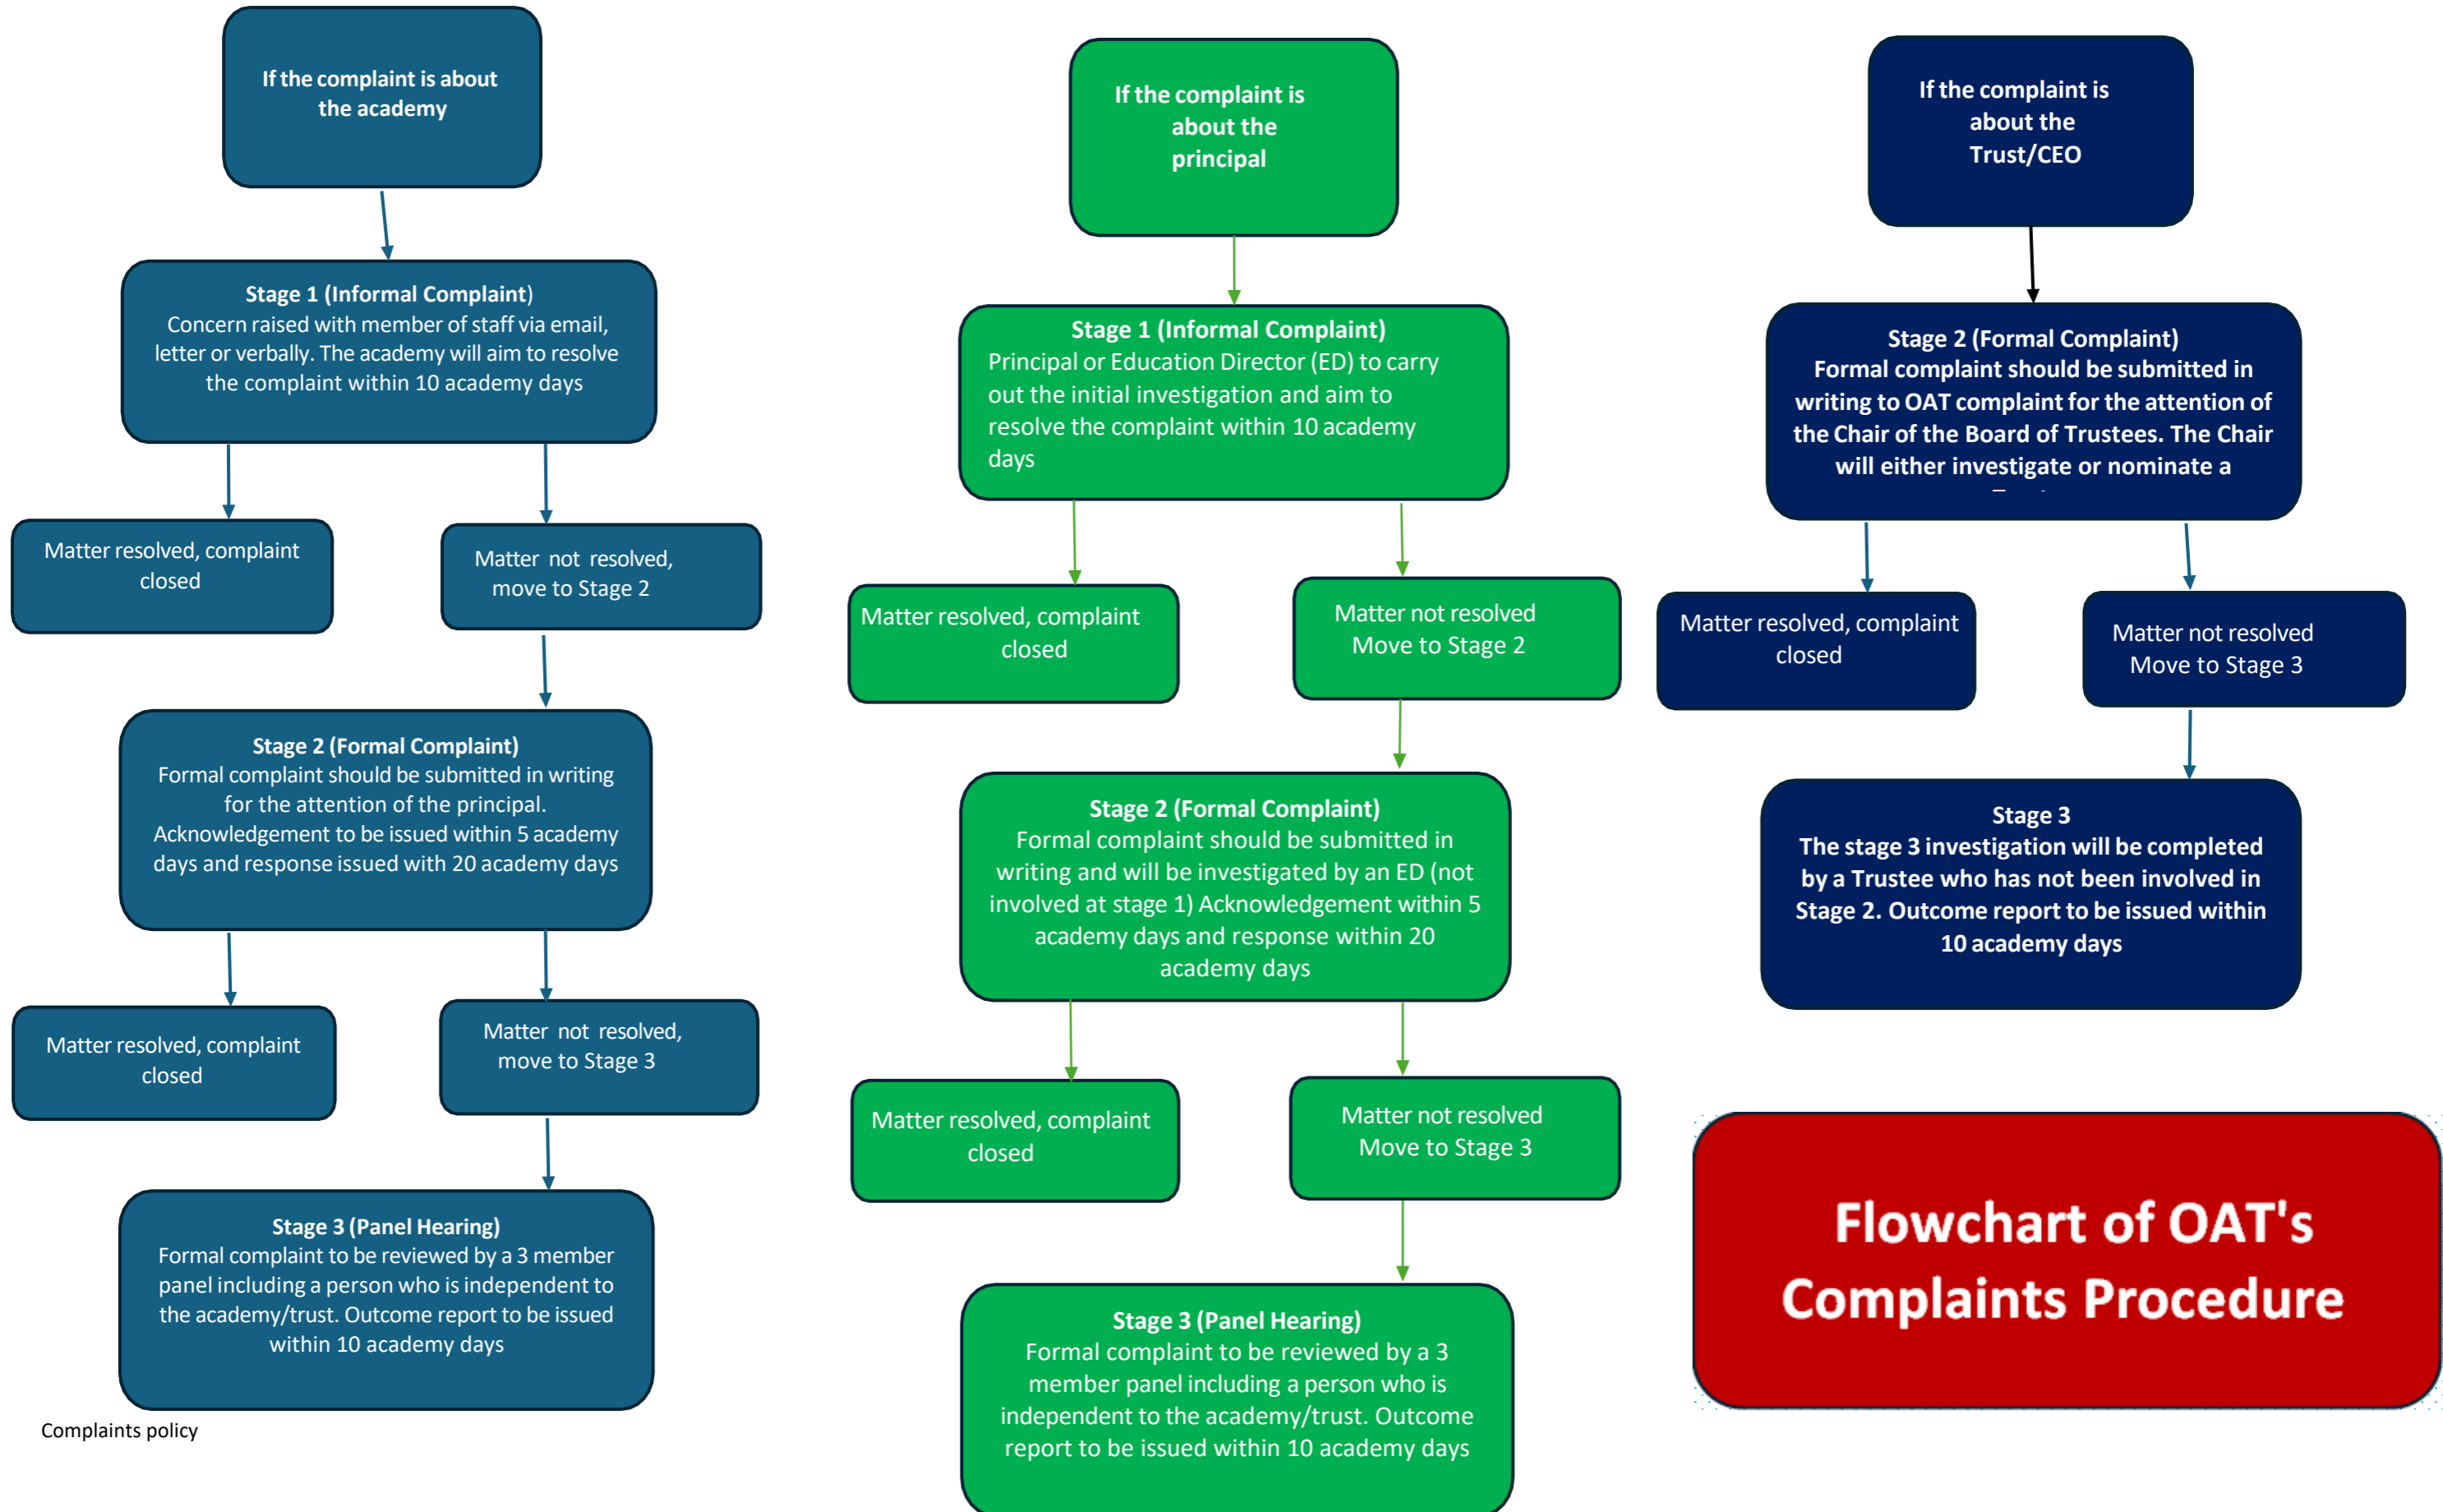 If the complaint is about
the academy
Stage 1 (Informal Complaint)
Concern raised with member of staff via email,
letter or verbally. The academy will aim to resolve
the complaint within 10 academy days
Matter resolved, complaint
closed
Matter not resolved,
move to Stage 2
Stage 2 (Formal Complaint)
Formal complaint should be submitted in writing
for the attention of the principal.
Acknowledgement to be issued within 5 academy
days and response issued with 20 academy days
Matter resolved, complaint
closed
Matter not resolved,
move to Stage 3
Stage 3 (Panel Hearing)
Formal complaint to be reviewed by a 3 member
panel including a person who is independent to
the academy/trust. Outcome report to be issued
within 10 academy days
Complaints policy
If the complaint is
about the
principal
Stage 1 (Informal Complaint)
Principal or Education Director (ED) to carry
out the initial investigation and aim to
resolve the complaint within 10 academy
days
Matter resolved, complaint
closed
Matter not resolved
Move to Stage 2
Stage 2 (Formal Complaint)
Formal complaint should be submitted in
writing and will be investigated by an ED (not
involved at stage 1) Acknowledgement within 5
academy days and response within 20
academy days
Matter resolved, complaint
closed
Matter not resolved
Move to Stage 3
Stage 3 (Panel Hearing)
Formal complaint to be reviewed by a 3
member panel including a person who is
independent to the academy/trust. Outcome
report to be issued within 10 academy days
If the complaint is
about the
Trust/CEO
Stage 2 (Formal Complaint)
Formal complaint should be submitted in
writing to OAT complaint for the attention of
the Chair of the Board of Trustees. The Chair
will either investigate or nominate a
Matter resolved, complaint
closed
Matter not resolved
Move to Stage 3
Stage 3
The stage 3 investigation will be completed
by a Trustee who has not been involved in
Stage 2. Outcome report to be issued within
10 academy days
Flowchart of OAT's
Complaints Procedure